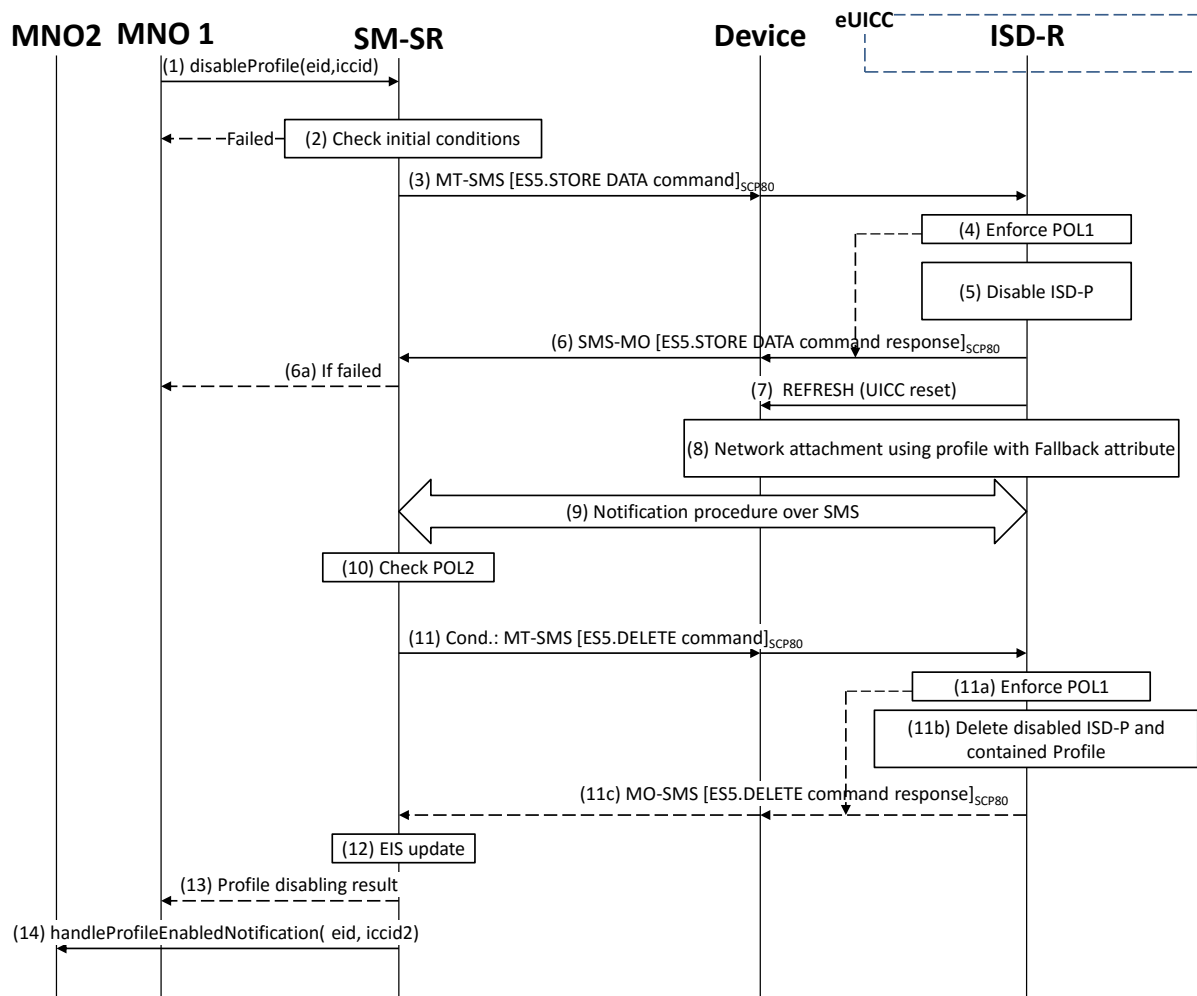 eUICC
MNO2 MNO 1 SM-SR Device ISD-R
(1) disableProfile(eid,iccid)
Failed
(2) Check initial conditions
(3) MT-SMS [ES5.STORE DATA command]SCP80
(4) Enforce POL1
(5) Disable ISD-P
(6) SMS-MO [ES5.STORE DATA command response]SCP80
(6a) If failed
(7) REFRESH (UICC reset)
(8) Network attachment using profile with Fallback attribute
(9) Notification procedure over SMS
(10) Check POL2
(11) Cond.: MT-SMS [ES5.DELETE command]SCP80
(11a) Enforce POL1
(11b) Delete disabled ISD-P and
contained Profile
(11c) MO-SMS [ES5.DELETE command response]SCP80
(12) EIS update
(13) Profile disabling result
(14) handleProfileEnabledNotification( eid, iccid2)